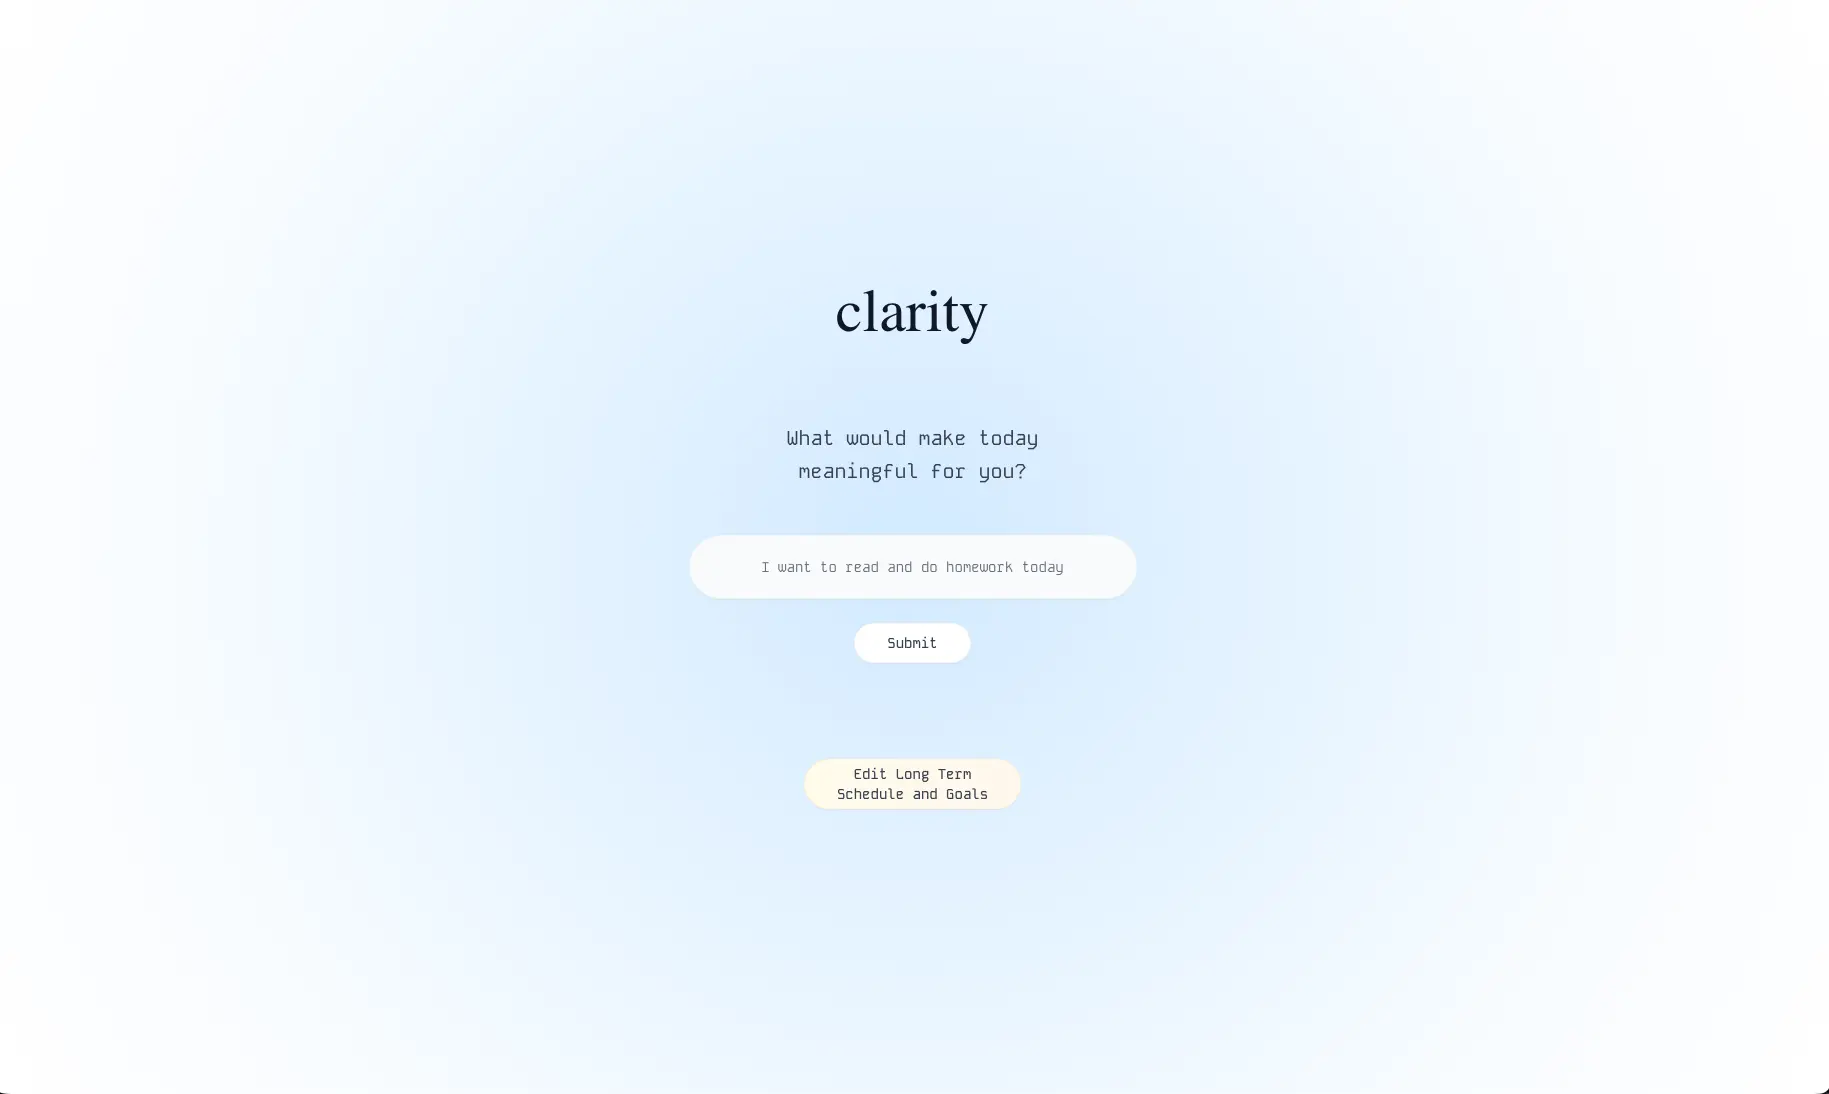 clarity
What would make today
meaningful for you?
I want to read and do homework today
Submit
Edit Long Term
Schedule and Goals